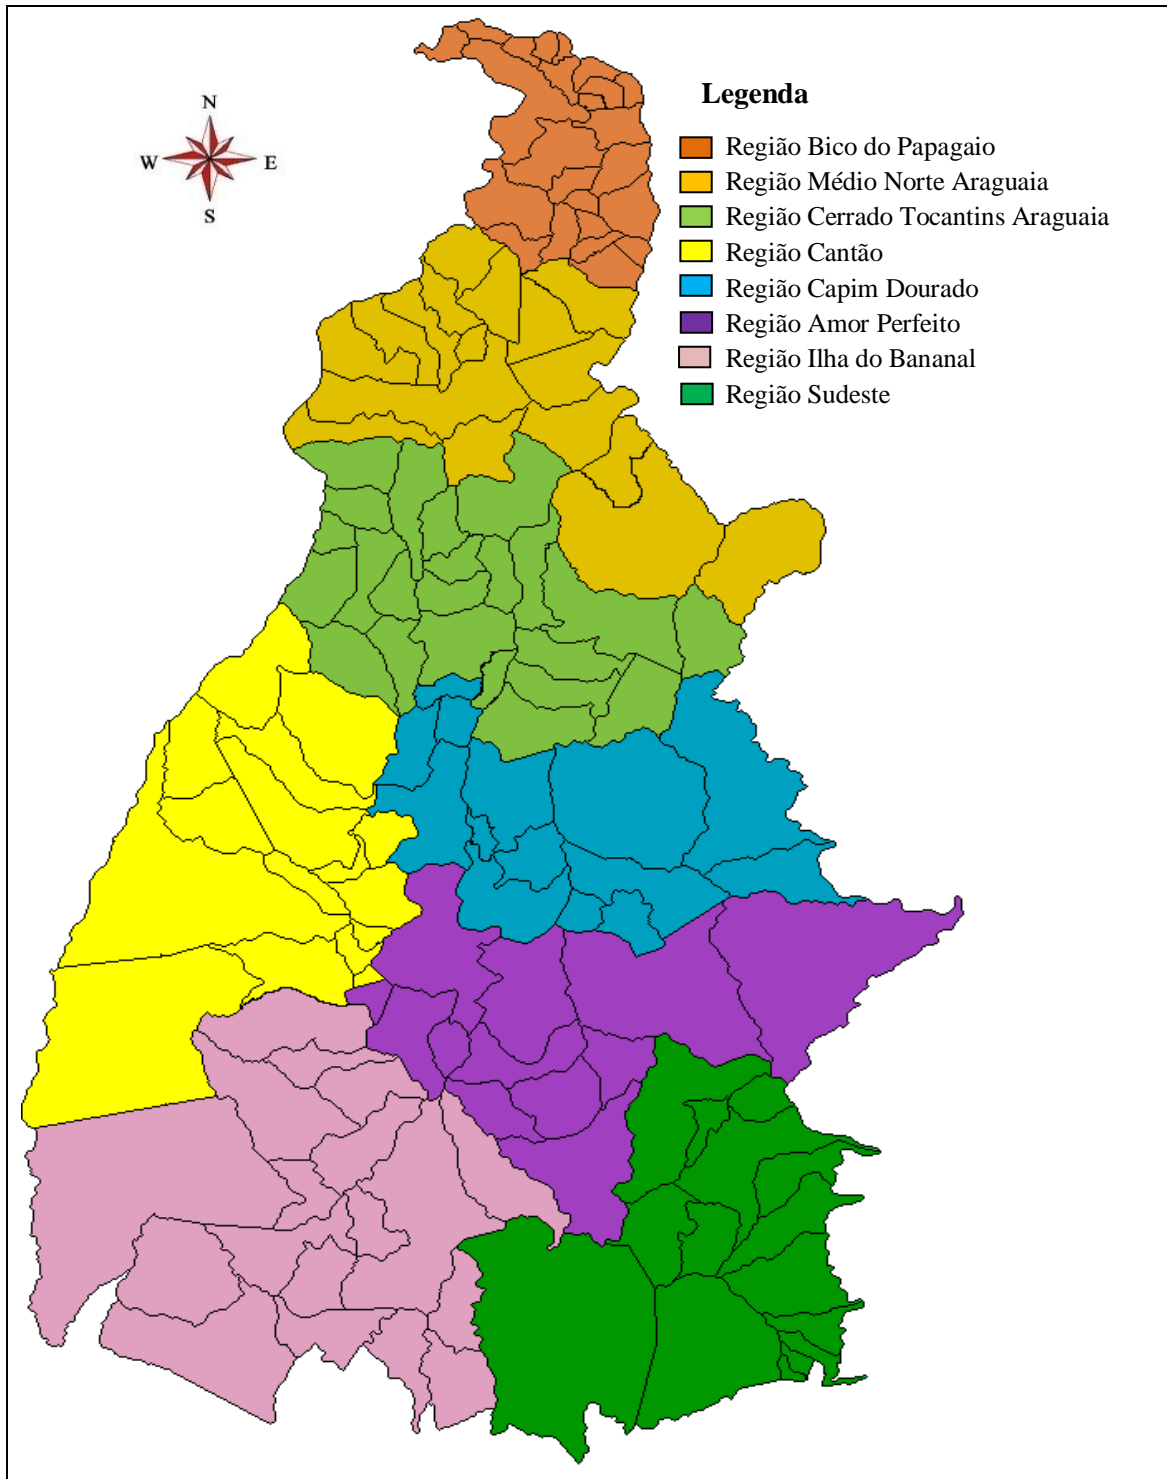 Legenda
N
W E
S
Região Bico do Papagaio
Região Médio Norte Araguaia
Região Cerrado Tocantins Araguaia
Região Cantão
Região Capim Dourado
Região Amor Perfeito
Região Ilha do Bananal
Região Sudeste